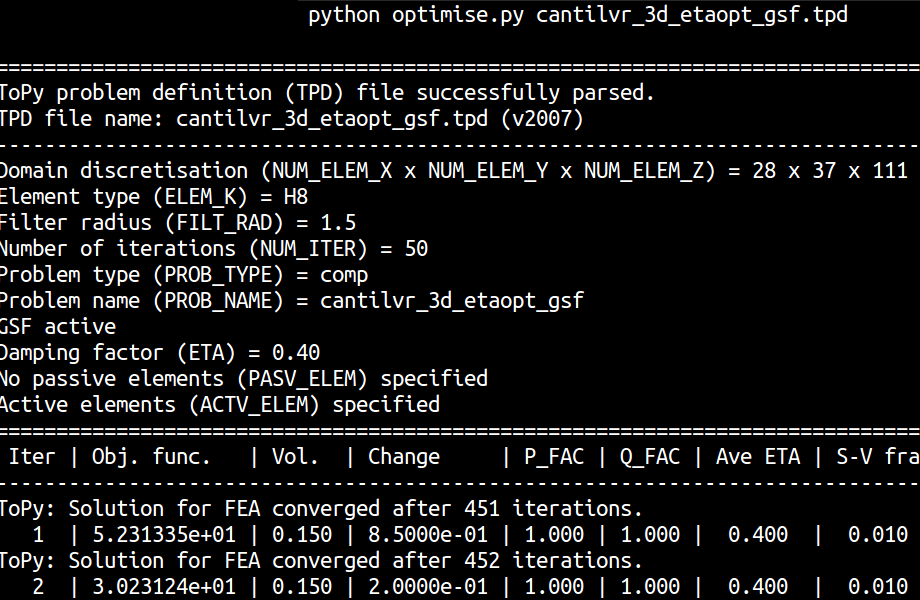 python optimise.py cantilvr_3d_etaopt_gsf.tpd
================================================================================
ToPy problem definition (TPD) file successfully parsed.
TPD file name: cantilvr_3d_etaopt_gsf.tpd (v2007)
--------------------------------------------------------------------------------
Domain discretisation (NUM_ELEM_X x NUM_ELEM_Y x NUM_ELEM_Z) = 28 x 37 x 111
Element type (ELEM_K) = H8
Filter radius (FILT_RAD) = 1.5
Number of iterations (NUM_ITER) = 50
Problem type (PROB_TYPE) = comp
Problem name (PROB_NAME) = cantilvr_3d_etaopt_gsf
GSF active
Damping factor (ETA) = 0.40
No passive elements (PASV_ELEM) specified
Active elements (ACTV_ELEM) specified
================================================================================
Iter | Obj. func. | Vol. | Change | P_FAC | Q_FAC | Ave ETA | S-V fra
--------------------------------------------------------------------------------
ToPy: Solution for FEA converged after 451 iterations.
1 | 5.231335e+01 | 0.150 | 8.5000e-01 | 1.000 | 1.000 | 0.400 | 0.010
ToPy: Solution for FEA converged after 452 iterations.
2 | 3.023124e+01 | 0.150 | 2.0000e-01 | 1.000 | 1.000 | 0.400 | 0.010